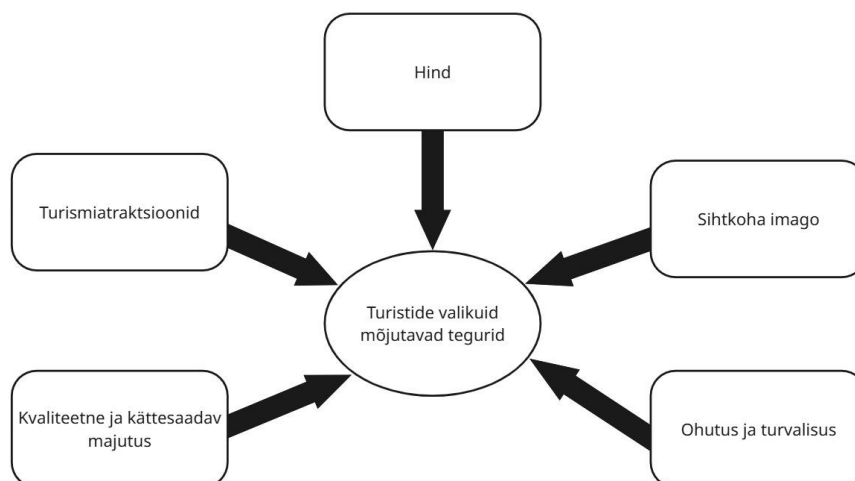 Hind
Turismiatraktsioonid
Sihtkoha imago
Turistide valikuid
mõjutavad tegurid
Kvaliteetne ja kättesaadav
majutus
Ohutus ja turvalisus